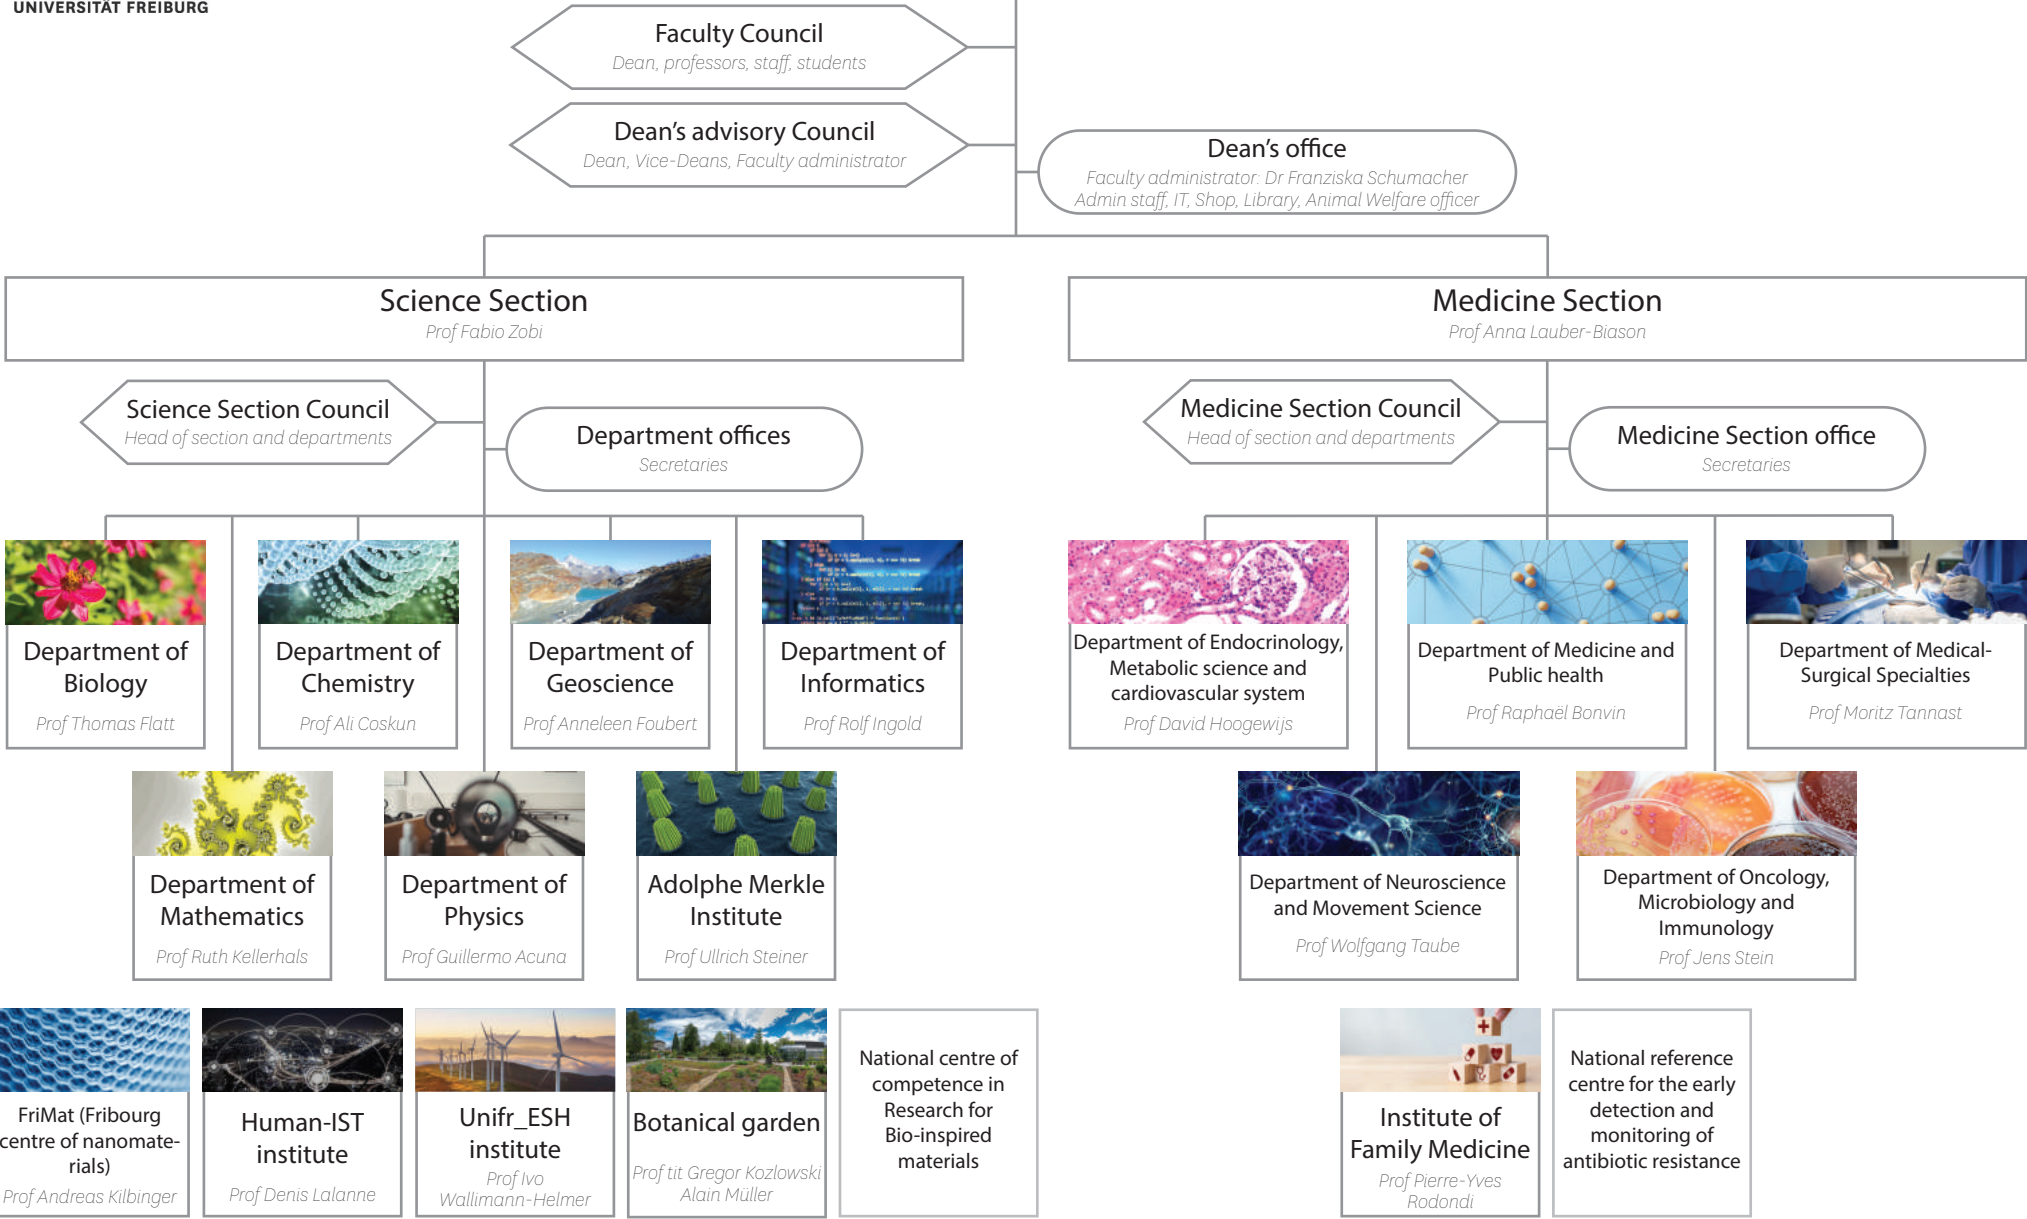 UNIVERSITÄT FREIBURG
Faculty Council
Dean, professors, staff, students
Dean's advisory Council
Dean, Vice-Deans, Faculty administrator
Dean's office
Faculty administrator: Dr Franziska Schumacher
Admin staff, IT, Shop, Library, Animal Welfare officer
Science Section
Prof Fabio Zobi
Medicine Section
Prof Anna Lauber-Biason
Science Section Council
Head of section and departments
Department offices
Secretaries
Medicine Section Council
Head of section and departments
Medicine Section office
Secretaries
Department of
Biology
Prof Thomas Flatt
Department of
Chemistry
Prof Ali Coskun
Department of
Geoscience
Prof Anneleen Foubert
Department of
Informatics
Prof Rolf Ingold
Department of Endocrinology,
Metabolic science and
cardiovascular system
Prof David Hoogewijs
Department of Medicine and
Public health
Prof Raphaël Bonvin
Department of Medical-
Surgical Specialties
Prof Moritz Tannast
Department of
Mathematics
Prof Ruth Kellerhals
Department of
Physics
Prof Guillermo Acuna
Adolphe Merkle
Institute
Prof Ullrich Steiner
Department of Neuroscience
and Movement Science
Prof Wolfgang Taube
Department of Oncology,
Microbiology and
Immunology
Prof Jens Stein
FriMat (Fribourg
centre of nanomate-
rials)
Prof Andreas Kilbinger
Human-IST
institute
Prof Denis Lalanne
Unifr_ESH
institute
Prof Ivo
Wallimann-Helmer
Botanical garden
Prof tit Gregor Kozlowski
Alain Müller
National centre of
competence in
Research for
Bio-inspired
materials
Institute of
Family Medicine
Prof Pierre-Yves
Rodondi
National reference
centre for the early
detection and
monitoring of
antibiotic resistance